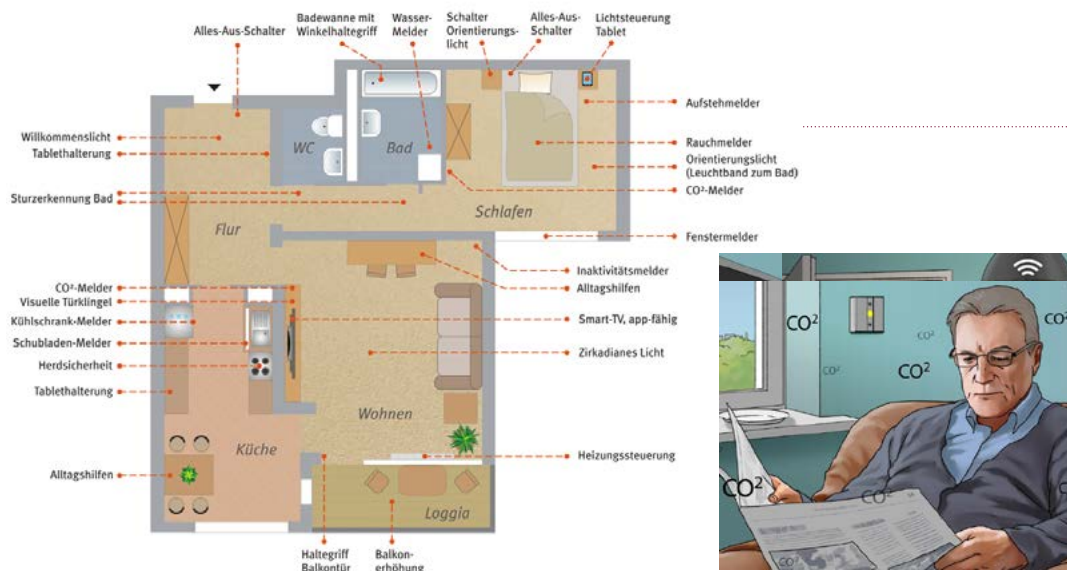 Alles-Aus-Schalter
Badewanne mit
Winkelhaltegriff
Wasser-
Melder
Schalter
Orientierungs-
licht
Alles-Aus-
Schalter
Lichtsteuerung
Tablet
Willkommenslicht
Tablethalterung
Sturzerkennung Bad
CO²-Melder
Visuelle Türklingel
Kühlschrank-Melder
Schubladen-Melder
Herdsicherheit
Tablethalterung
Alltagshilfen
WC
Bad
Schlafen
Flur
Wohnen
Küche
Loggia
Aufstehmelder
Rauchmelder
Orientierungslicht
(Leuchtband zum Bad)
CO²-Melder
Fenstermelder
Inaktivitätsmelder
Alltagshilfen
Smart-TV, app-fähig
Zirkadianes Licht
Heizungssteuerung
Haltegriff
Balkontür
Balkon-
erhöhung
CO²
CO²
CO²
CO²
CO²
CO²
CO²
CO²